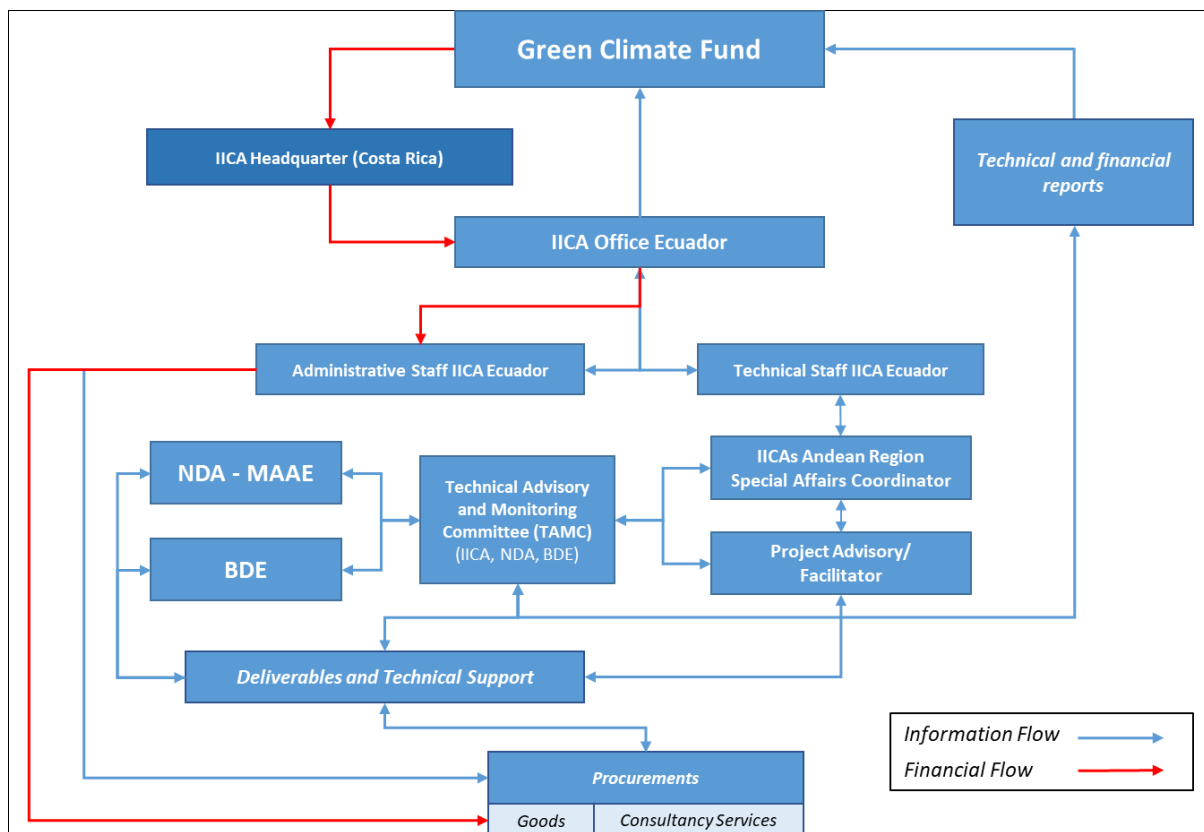 Green Climate Fund
IICA Headquarter (Costa Rica)
Technical and financial
reports
IICA Office Ecuador
Administrative Staff IICA Ecuador
Technical Staff IICA Ecuador
NDA - MAAE
Technical Advisory
and Monitoring
Committee (TAMC)
(IICA, NDA, BDE)
IICAs Andean Region
Special Affairs Coordinator
BDE
Project Advisory/
Facilitator
Deliverables and Technical Support
Information Flow
Financial Flow
Procurements
Goods
Consultancy Services